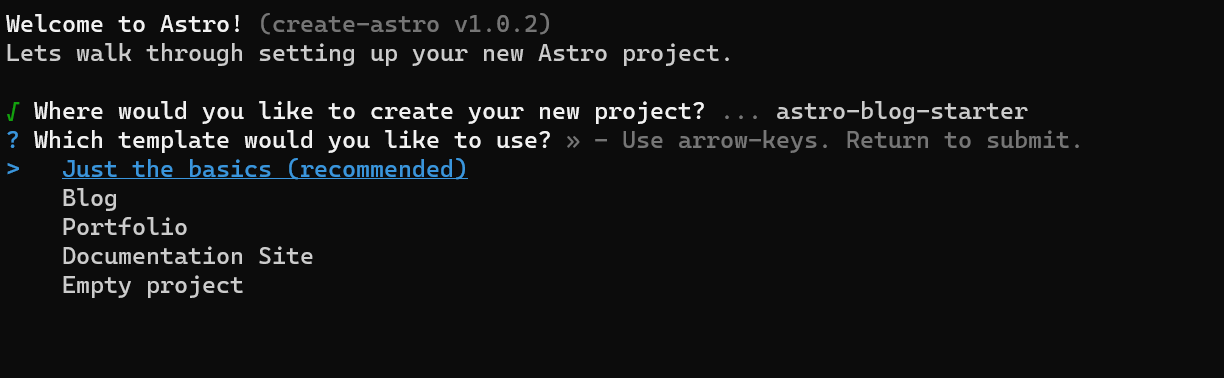 Welcome to Astro! (create-astro v1.0.2)
Lets walk through setting up your new Astro project.
√ Where would you like to create your new project? ... astro-blog-starter
? Which template would you like to use? » - Use arrow-keys. Return to submit.
> Just the basics (recommended)
Blog
Portfolio
Documentation Site
Empty project